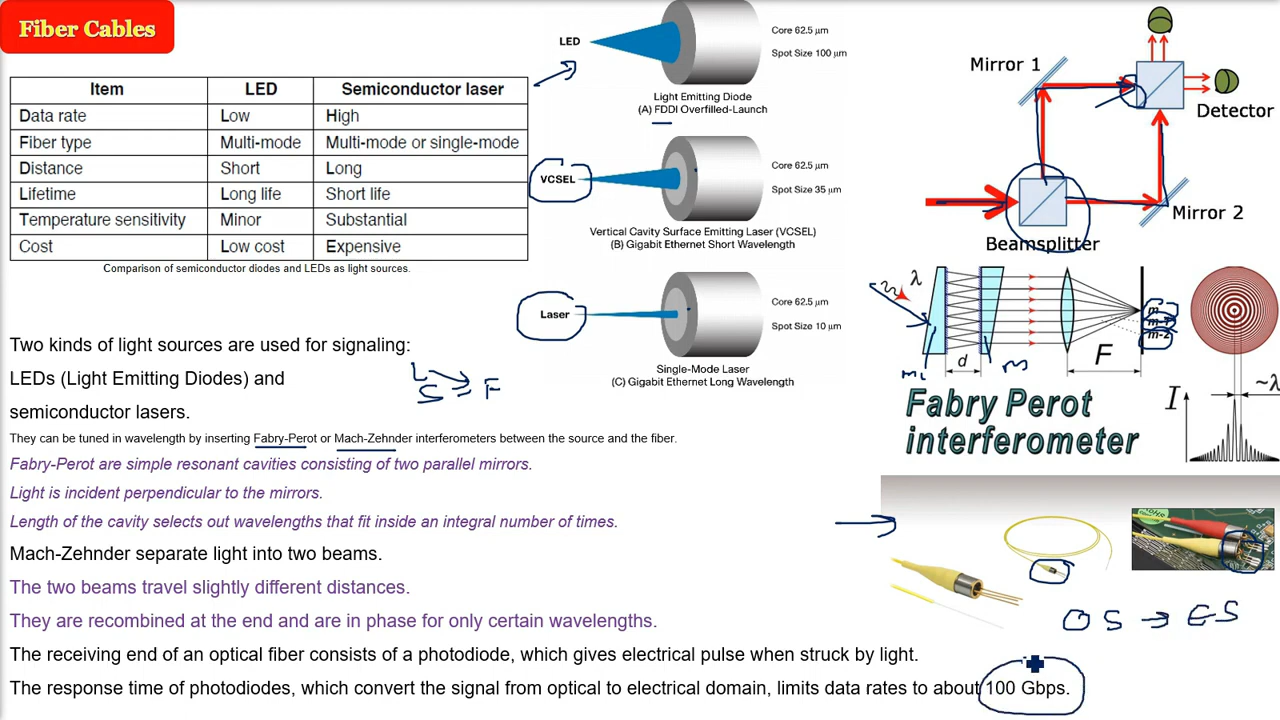 Fiber Cables
Item LED Semiconductor laser
Data rate Low High
Fiber type Multi-mode Multi-mode or single-mode
Distance Short Long
Lifetime Long life Short life
Temperature sensitivity Minor Substantial
Cost Low cost Expensive
Comparison of semiconductor diodes and LEDs as light sources.
LED
Core 62.5 µm
Spot Size 100 µm
Light Emitting Diode
(A) FDDI Overfilled-Launch
VCSEL
Core 62.5 µm
Spot Size 35 µm
Vertical Cavity Surface Emitting Laser (VCSEL)
(B) Gigabit Ethernet Short Wavelength
Laser
Core 62.5 µm
Spot Size 10 µm
Single-Mode Laser
(C) Gigabit Ethernet Long Wavelength
Mirror 1
Detector
Mirror 2
Beamsplitter
λ
m
m-2
d
F
m
Fabry Perot
interferometer
I
~λ
Two kinds of light sources are used for signaling:
LEDs (Light Emitting Diodes) and
semiconductor lasers.
L
S → F
They can be tuned in wavelength by inserting Fabry-Perot or Mach-Zehnder interferometers between the source and the fiber.
Fabry-Perot are simple resonant cavities consisting of two parallel mirrors.
Light is incident perpendicular to the mirrors.
Length of the cavity selects out wavelengths that fit inside an integral number of times.
Mach-Zehnder separate light into two beams.
The two beams travel slightly different distances.
They are recombined at the end and are in phase for only certain wavelengths.
The receiving end of an optical fiber consists of a photodiode, which gives electrical pulse when struck by light.
The response time of photodiodes, which convert the signal from optical to electrical domain, limits data rates to about 100 Gbps.
O S → E S